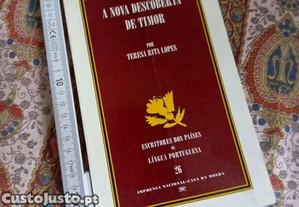 A NOVA DESCOBERTA
DE TIMOR
POR
TERESA RITA LOPES
ESCRITORES DOS PAÍSES
DE
LÍNGUA PORTUGUESA
26
IMPRENSA NACIONAL-CASA DA MOEDA
2002
10
CustoJusto.pt